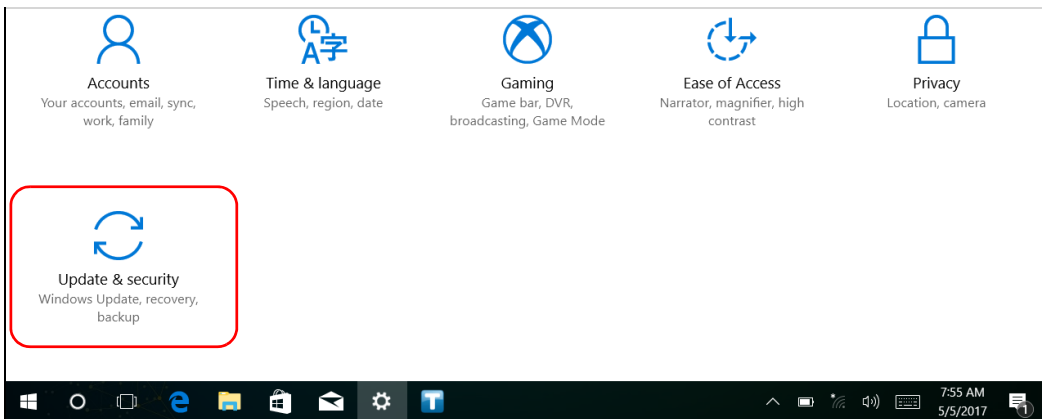 Accounts
Your accounts, email, sync,
work, family
Time & language
Speech, region, date
Gaming
Game bar, DVR,
broadcasting, Game Mode
Ease of Access
Narrator, magnifier, high
contrast
Privacy
Location, camera
Update & security
Windows Update, recovery,
backup
7:55 AM
5/5/2017
1